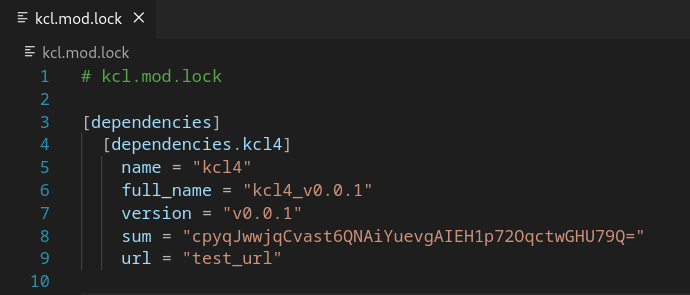 kcl.mod.lock
kcl.mod.lock
1 # kcl.mod.lock
2
3 [dependencies]
4 [dependencies.kcl4]
5 name = "kcl4"
6 full_name = "kcl4_v0.0.1"
7 version = "v0.0.1"
8 sum = "cpyqJwwjqCvast6QNAiYuevgAIEH1p72OqctwGHU79Q="
9 url = "test_url"
10